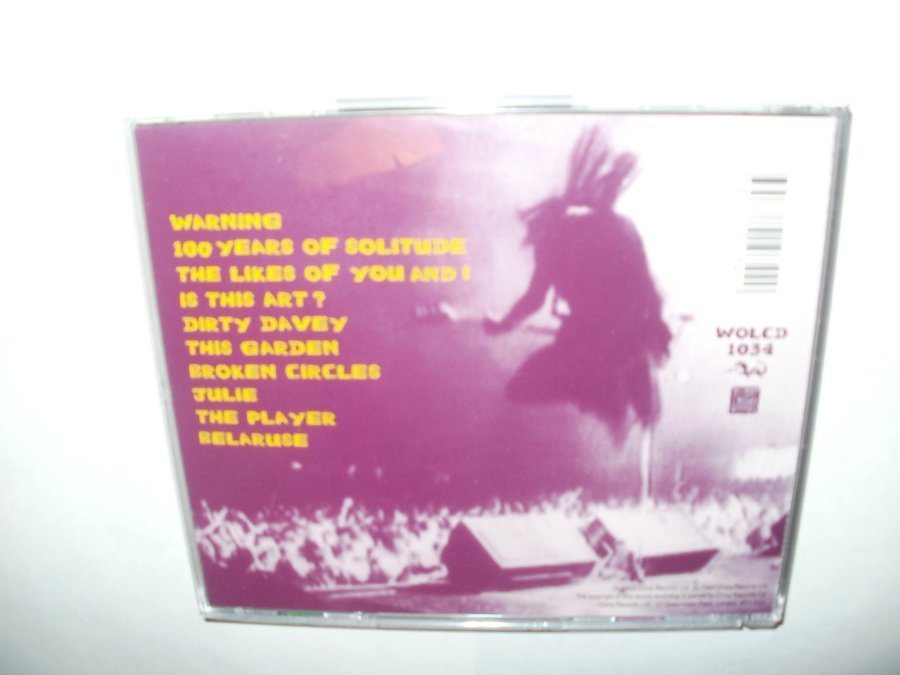 WARNING
100 YEARS OF SOLITUDE
THE LIKES OF YOU AND I
IS THIS ART?
DIRTY DAVEY
THIS GARDEN
BROKEN CIRCLES
JULIE
THE PLAYER
BELARUSE
WOLCD
1034